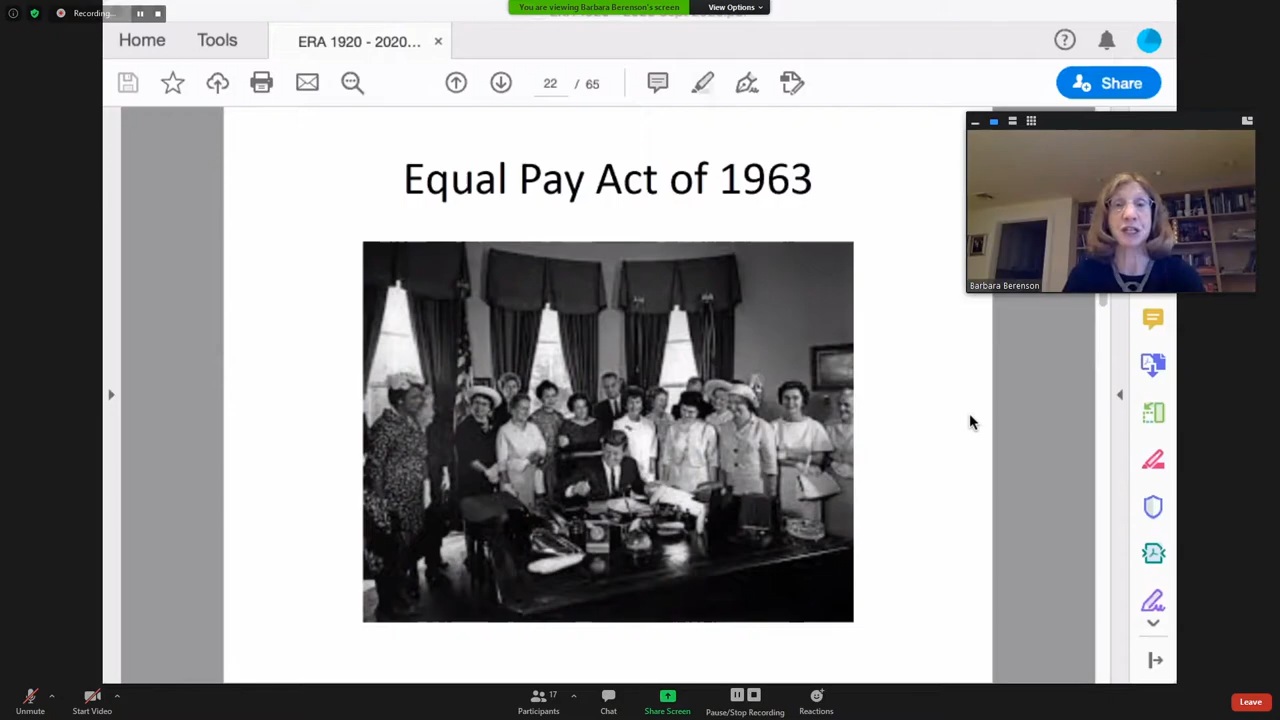 Recording...
You are viewing Barbara Berenson's screen
View Options
Home
Tools
ERA 1920 - 2020...
22 / 65
Share
Equal Pay Act of 1963
Barbara Berenson
Unmute
Start Video
17
Participants
Chat
Share Screen
Pause/Stop Recording
Reactions
Leave